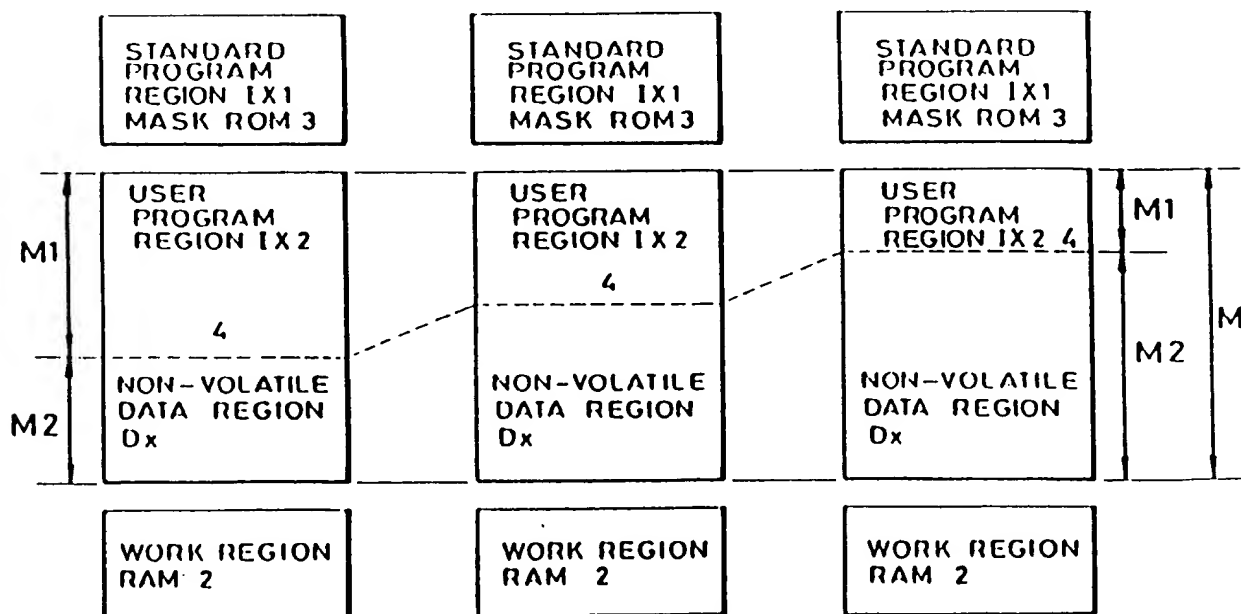 STANDARD
PROGRAM
REGION IX1
MASK ROM 3
STANDARD
PROGRAM
REGION IX1
MASK ROM 3
STANDARD
PROGRAM
REGION IX1
MASK ROM 3
M1
M2
USER
PROGRAM
REGION IX2
4
NON-VOLATILE
DATA REGION
Dx
USER
PROGRAM
REGION IX2
4
NON-VOLATILE
DATA REGION
Dx
USER
PROGRAM
REGION IX2 4
NON-VOLATILE
DATA REGION
Dx
M1
M2
M
WORK REGION
RAM 2
WORK REGION
RAM 2
WORK REGION
RAM 2